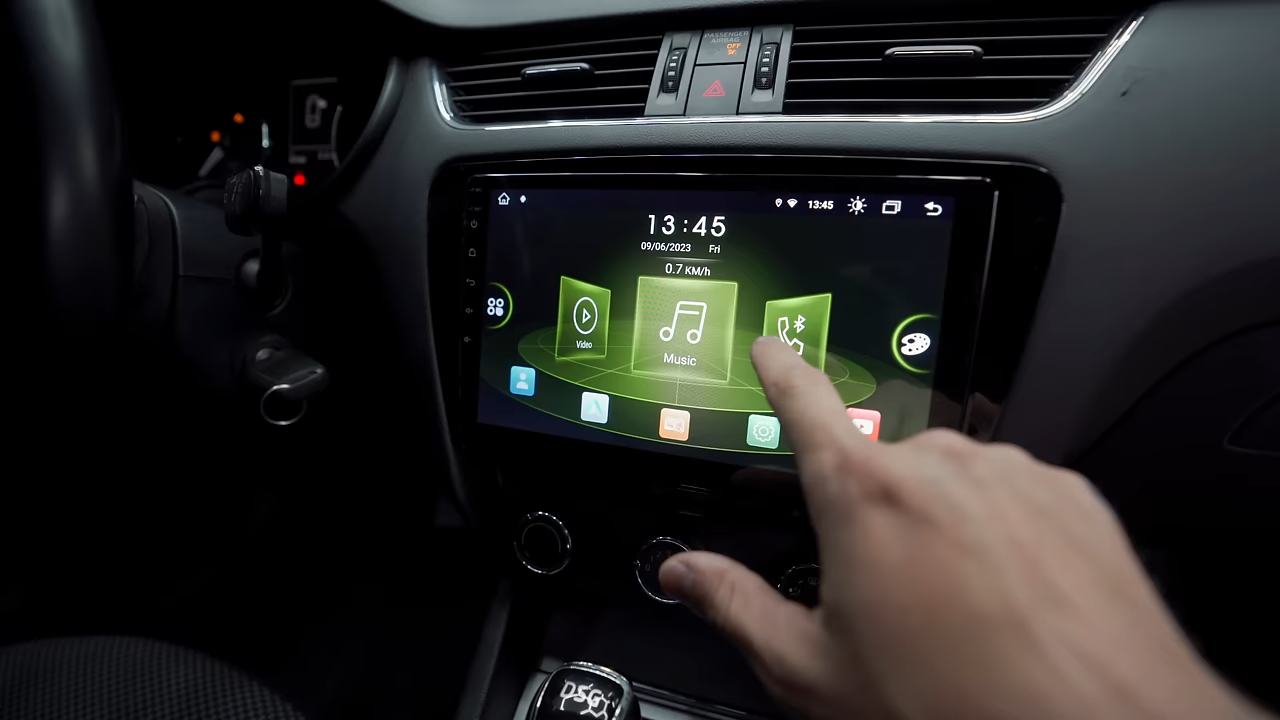 PASSENGER
AIRBAG
OFF
13:45
13:45
09/06/2023 Fri
0.7 KM/h
Video
Music
DSG